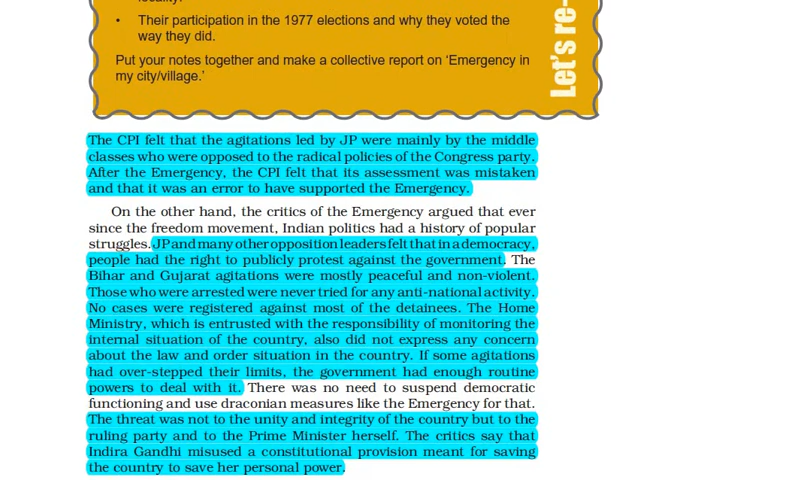 locality.
• Their participation in the 1977 elections and why they voted the
way they did.
Put your notes together and make a collective report on ‘Emergency in
my city/village.’
Let’s re-
The CPI felt that the agitations led by JP were mainly by the middle
classes who were opposed to the radical policies of the Congress party.
After the Emergency, the CPI felt that its assessment was mistaken
and that it was an error to have supported the Emergency.
On the other hand, the critics of the Emergency argued that ever
since the freedom movement, Indian politics had a history of popular
struggles. JP and many other opposition leaders felt that in a democracy,
people had the right to publicly protest against the government. The
Bihar and Gujarat agitations were mostly peaceful and non-violent.
Those who were arrested were never tried for any anti-national activity.
No cases were registered against most of the detainees. The Home
Ministry, which is entrusted with the responsibility of monitoring the
internal situation of the country, also did not express any concern
about the law and order situation in the country. If some agitations
had over-stepped their limits, the government had enough routine
powers to deal with it. There was no need to suspend democratic
functioning and use draconian measures like the Emergency for that.
The threat was not to the unity and integrity of the country but to the
ruling party and to the Prime Minister herself. The critics say that
Indira Gandhi misused a constitutional provision meant for saving
the country to save her personal power.